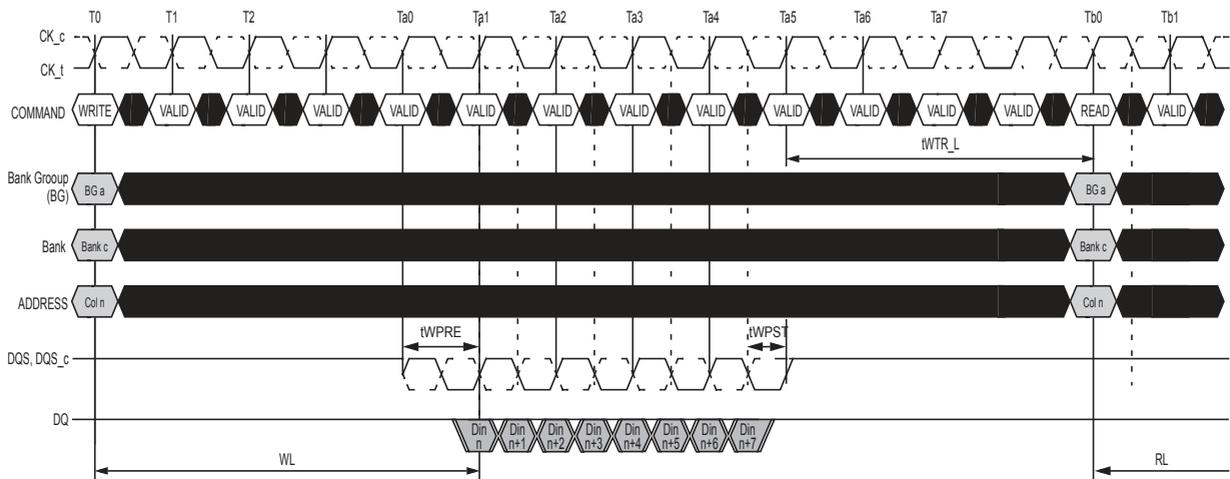 T0 T1 T2 Ta0 Ta1 Ta2 Ta3 Ta4 Ta5 Ta6 Ta7 Tb0 Tb1
CK_c
CK_t
COMMAND WRITE VALID VALID VALID VALID VALID VALID VALID VALID VALID VALID VALID VALID READ VALID
tWTR_L
Bank Grooup
(BG) BG a BG a
Bank Bank c Bank c
ADDRESS Col n Col n
tWPRE tWPST
DQS, DQS_c
DQ
Din Din Din Din Din Din Din Din
n n+1 n+2 n+3 n+4 n+5 n+6 n+7
WL RL